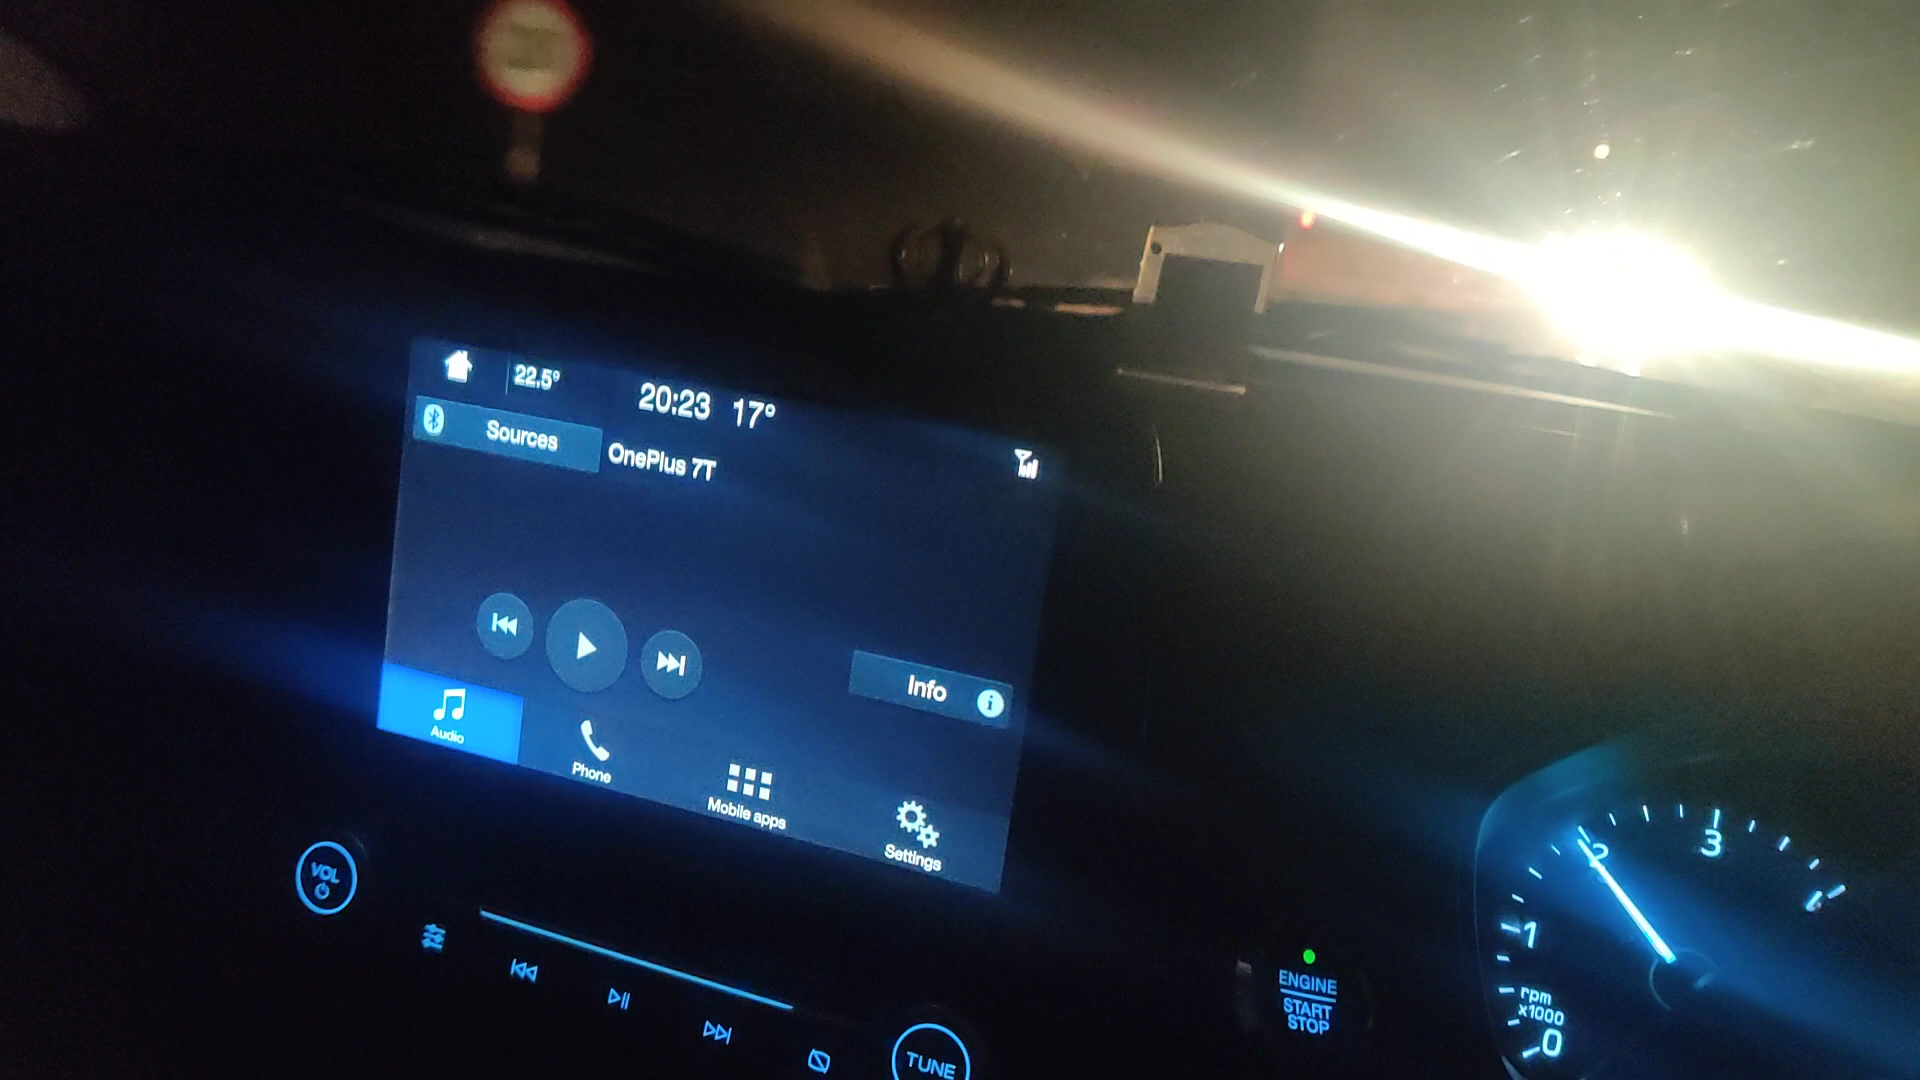 22,5°
20:23 17°
Sources
OnePlus 7T
Info
Audio
Phone
Mobile apps
Settings
VOL
TUNE
ENGINE
START
STOP
3
2
1
rpm
x1000
0